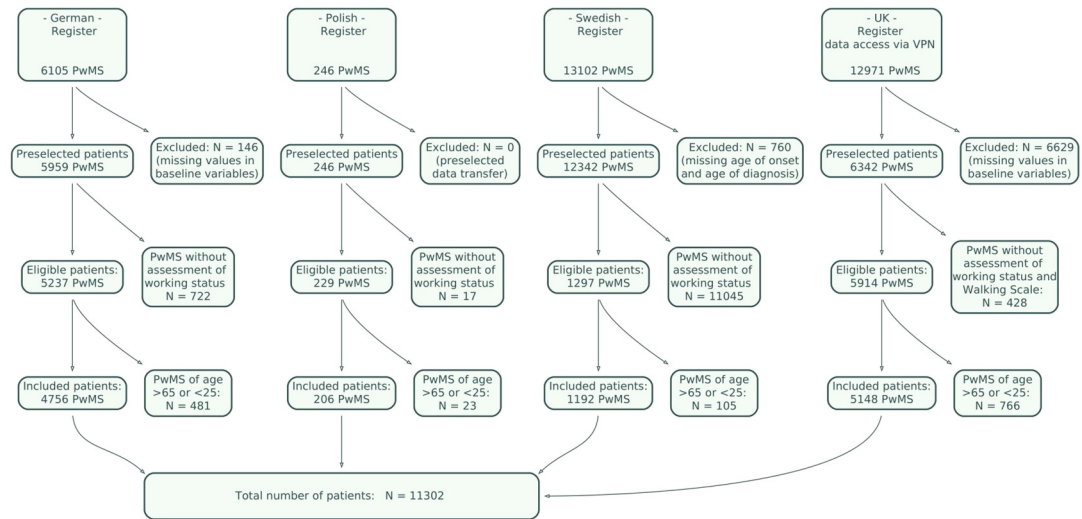 - German -
Register
6105 PwMS
- Polish -
Register
246 PwMS
- Swedish -
Register
13102 PwMS
- UK -
Register
data access via VPN
12971 PwMS
Preselected patients
5959 PwMS
Excluded: N = 146
(missing values in
baseline variables)
Preselected patients
246 PwMS
Excluded: N = 0
(preselected
data transfer)
Preselected patients
12342 PwMS
Excluded: N = 760
(missing age of onset
and age of diagnosis)
Preselected patients
6342 PwMS
Excluded: N = 6629
(missing values in
baseline variables)
Eligible patients:
5237 PwMS
PwMS without
assessment of
working status
N = 722
Eligible patients:
229 PwMS
PwMS without
assessment of
working status
N = 17
Eligible patients:
1297 PwMS
PwMS without
assessment of
working status
N = 11045
Eligible patients:
5914 PwMS
PwMS without
assessment of
working status and
Walking Scale:
N = 428
Included patients:
4756 PwMS
PwMS of age
>65 or <25:
N = 481
Included patients:
206 PwMS
PwMS of age
>65 or <25:
N = 23
Included patients:
1192 PwMS
PwMS of age
>65 or <25:
N = 105
Included patients:
5148 PwMS
PwMS of age
>65 or <25:
N = 766
Total number of patients: N = 11302